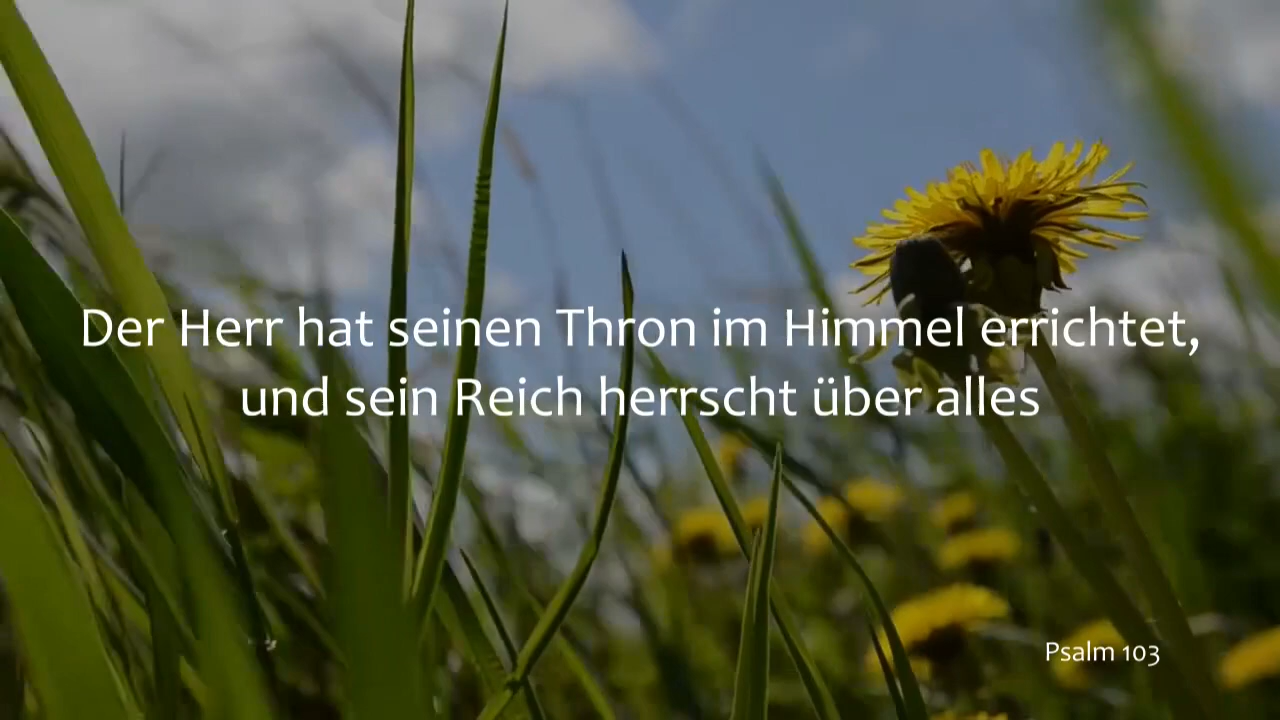 Der Herr hat seinen Thron im Himmel errichtet,
und sein Reich herrscht über alles
Psalm 103